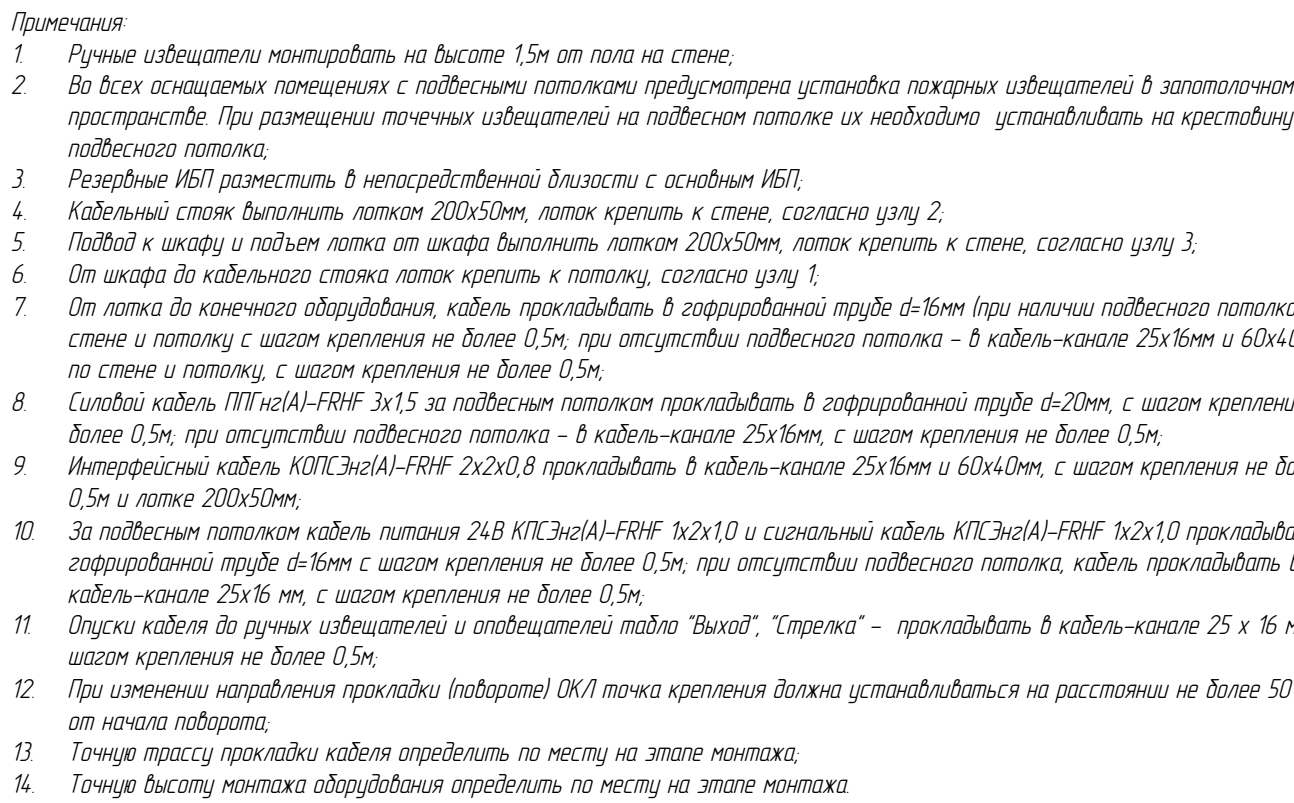 Примечания:
1. Ручные извещатели монтировать на высоте 1,5м от пола на стене;
2. Во всех оснащаемых помещениях с подвесными потолками предусмотрена установка пожарных извещателей в запотолочном
пространстве. При размещении точечных извещателей на подвесном потолке их необходимо устанавливать на крестовину
подвесного потолка;
3. Резервные ИБП разместить в непосредственной близости с основным ИБП;
4. Кабельный стояк выполнить лотком 200х50мм, лоток крепить к стене, согласно узлу 2;
5. Подвод к шкафу и подъем лотка от шкафа выполнить лотком 200х50мм, лоток крепить к стене, согласно узлу 3;
6. От шкафа до кабельного стояка лоток крепить к потолку, согласно узлу 1;
7. От лотка до конечного оборудования, кабель прокладывать в гофрированной трубе d=16мм (при наличии подвесного
стене и потолку с шагом крепления не более 0,5м; при отсутствии подвесного потолка – в кабель-канале 25х16мм и
по стене и потолку, с шагом крепления не более 0,5м;
8. Силовой кабель ППГнг(А)-FRHF 3х1,5 за подвесным потолком прокладывать в гофрированной трубе d=20мм, с шагом
более 0,5м; при отсутствии подвесного потолка – в кабель-канале 25х16мм, с шагом крепления не более 0,5м;
9. Интерфейсный кабель КОПСЭнг(А)-FRHF 2х2х0,8 прокладывать в кабель-канале 25х16мм и 60х40мм, с шагом крепления не
0,5м и лотке 200х50мм;
10. За подвесным потолком кабель питания 24В КПСЭнг(А)-FRHF 1х2х1,0 и сигнальный кабель КПСЭнг(А)-FRHF 1х2х1,0
гофрированной трубе d=16мм с шагом крепления не более 0,5м; при отсутствии подвесного потолка, кабель прокладывать
кабель-канале 25х16 мм, с шагом крепления не более 0,5м;
11. Опуски кабеля до ручных извещателей и оповещателей табло "Выход", "Стрелка" – прокладывать в кабель-канале 25 х 16
шагом крепления не более 0,5м;
12. При изменении направления прокладки (повороте) ОКЛ точка крепления должна устанавливаться на расстоянии не более 50
от начала поворота;
13. Точную трассу прокладки кабеля определить по месту на этапе монтажа;
14. Точную высоту монтажа оборудования определить по месту на этапе монтажа.